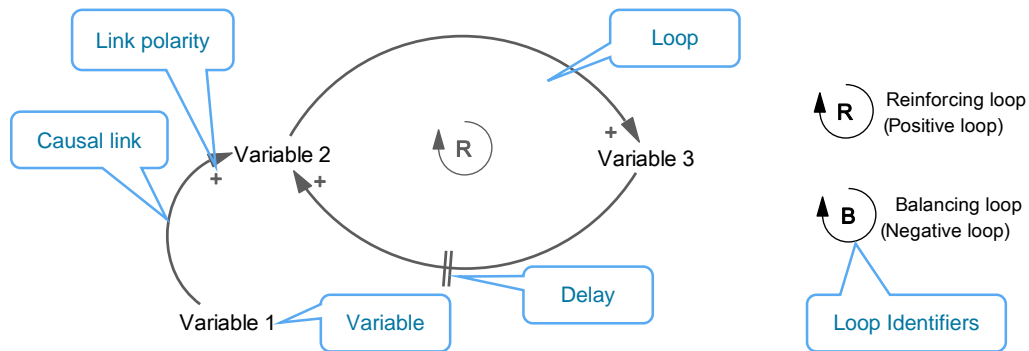 Link polarity
Loop
Causal link
+
Variable 2
+
R
+
Variable 3
R
Reinforcing loop
(Positive loop)
+
B
Balancing loop
(Negative loop)
Variable 1
Variable
Delay
Loop Identifiers